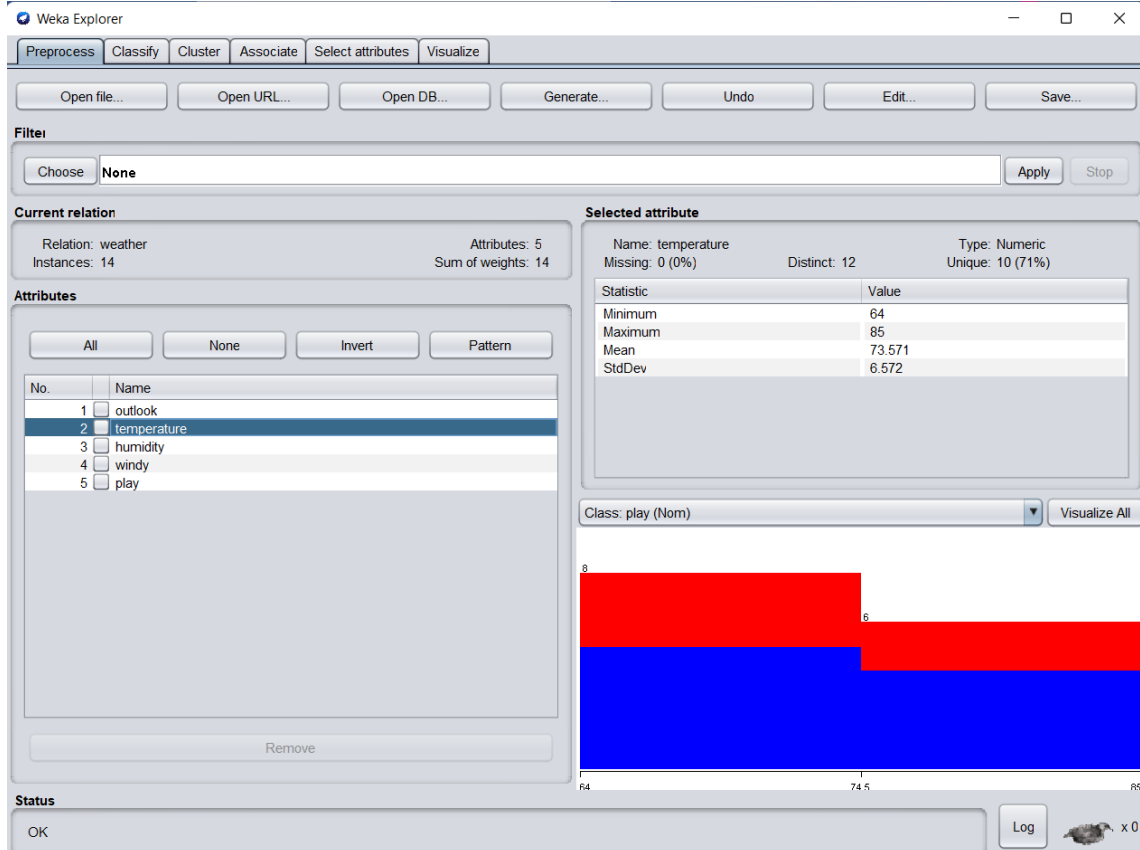 Weka Explorer
Preprocess Classify Cluster Associate Select attributes Visualize
Open file... Open URL... Open DB... Generate... Undo Edit... Save...
Filter
Choose None Apply Stop
Current relation
Relation: weather Attributes: 5
Instances: 14 Sum of weights: 14
Attributes
All None Invert Pattern
No. Name
1 outlook
2 temperature
3 humidity
4 windy
5 play
Remove
Selected attribute
Name: temperature Type: Numeric
Missing: 0 (0%) Distinct: 12 Unique: 10 (71%)
Statistic Value
Minimum 64
Maximum 85
Mean 73.571
StdDev 6.572
Class: play (Nom) Visualize All
8
6
64 74.5 85
Status
OK
Log x 0